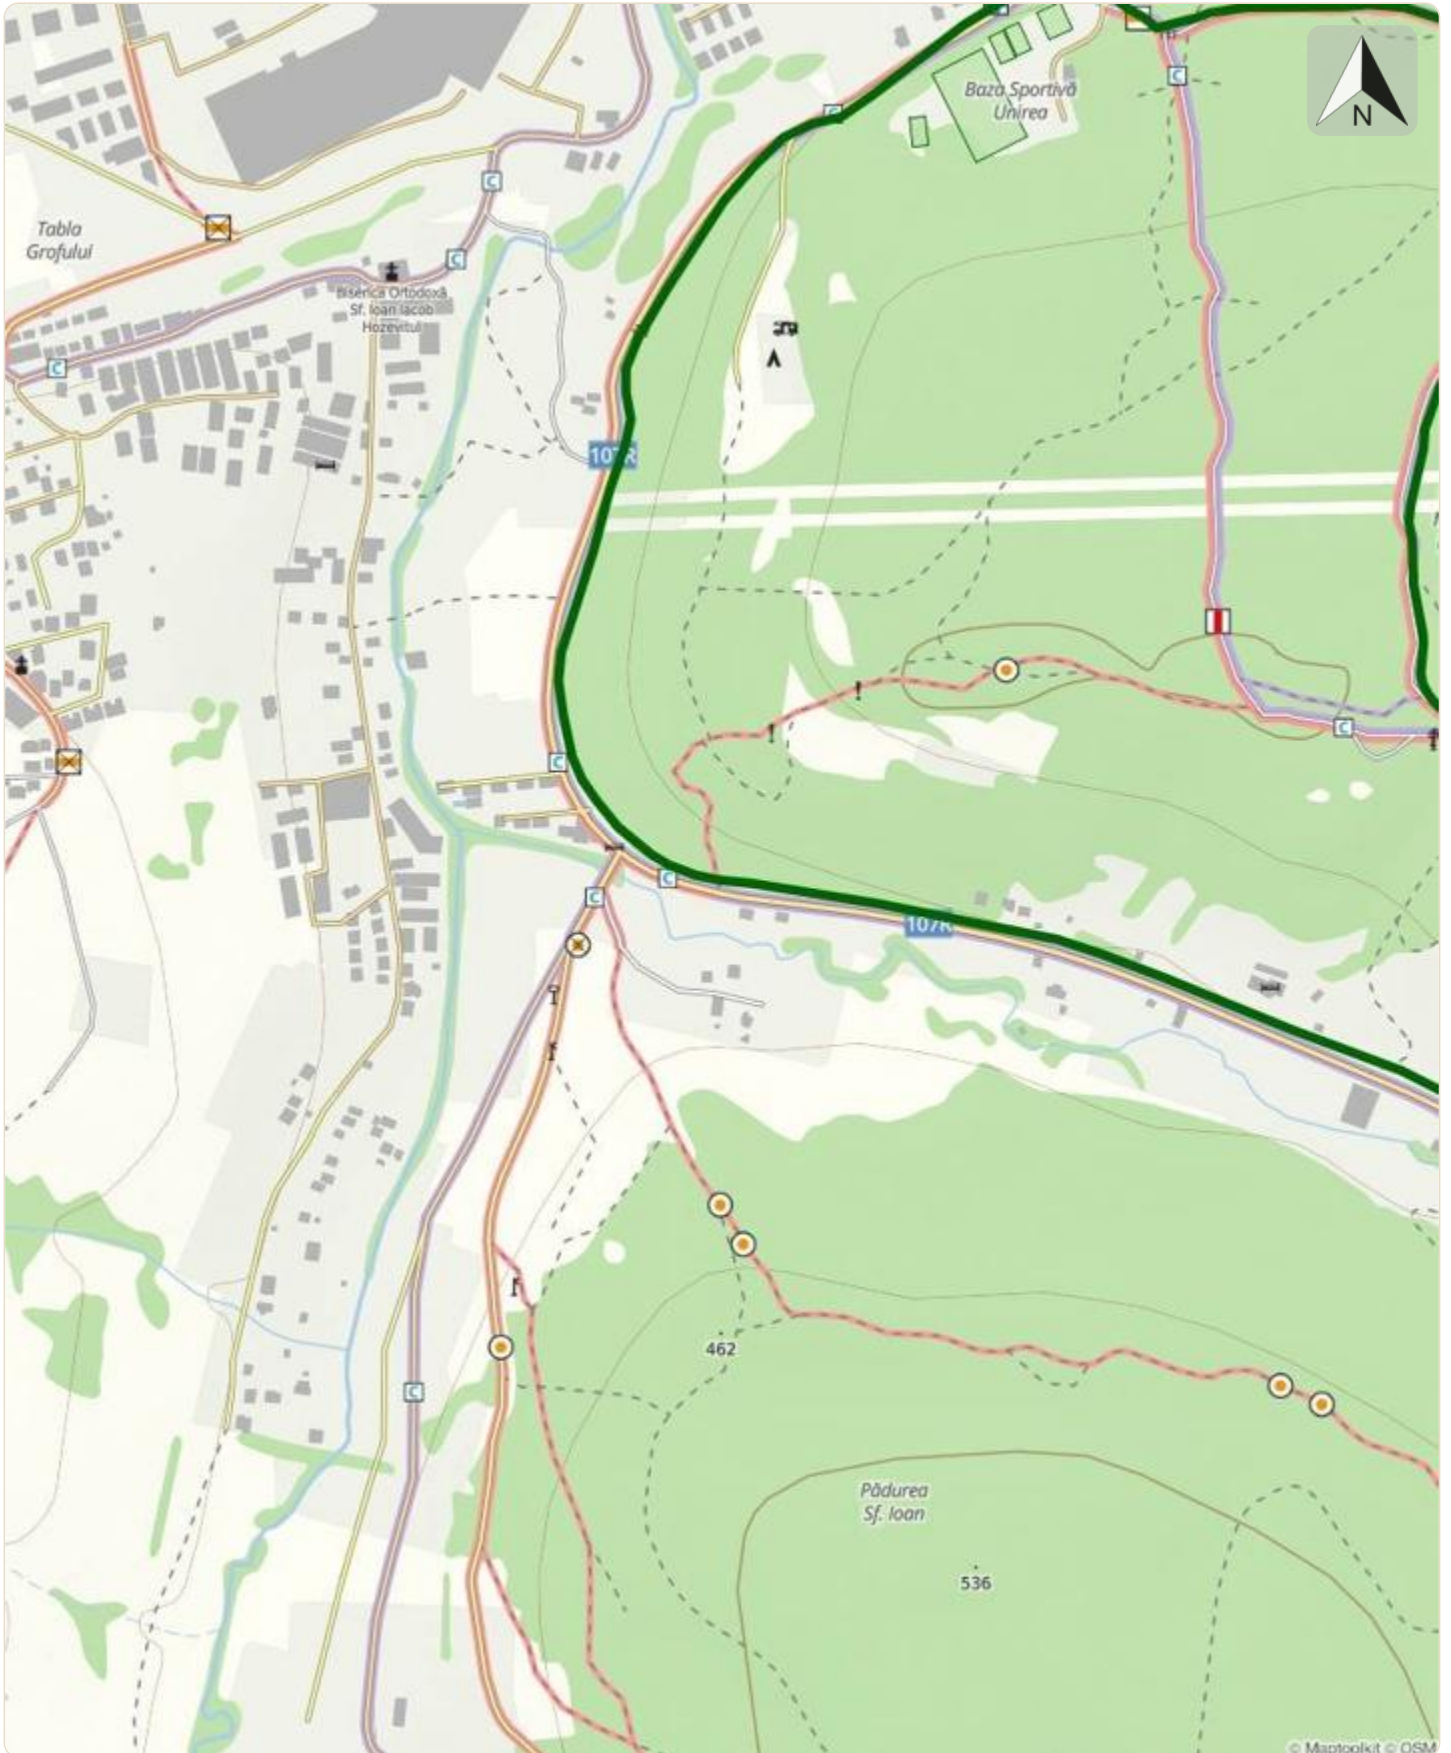 Baza Sportivă
Unirea
N
C
C
C
C
Tabla
Grofului
Biserica Ortodoxă
Sf. Ioan Iacob
Hozevitul
C
107R
C
C
C
C
107R
462
C
Pădurea
Sf. Ioan
536
© Maptoolkit © OSM